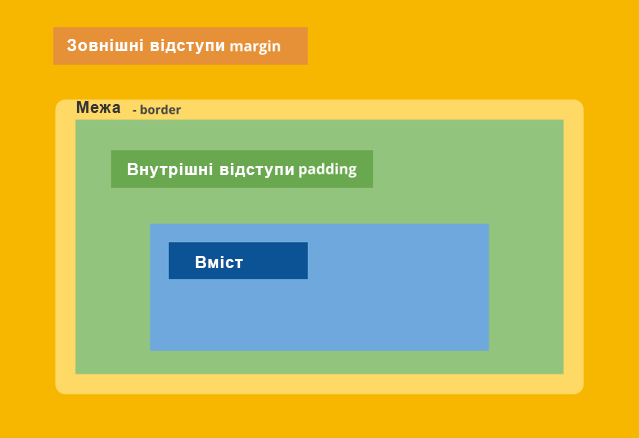 Зовнішні відступи margin
Межа - border
Внутрішні відступи padding
Вміст